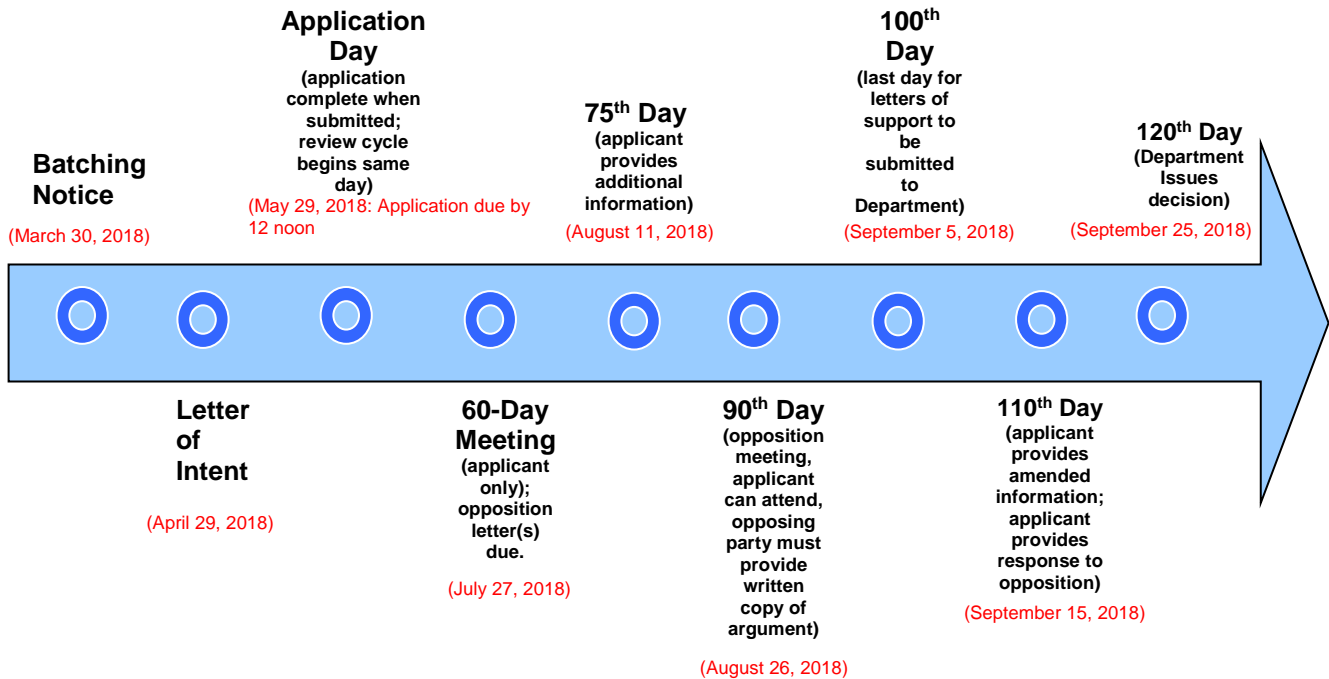 Batching
Notice
(March 30, 2018)
Letter
of
Intent
(April 29, 2018)
Application
Day
(application
complete when
submitted;
review cycle
begins same
day)
(May 29, 2018: Application due by
12 noon
60-Day
Meeting
(applicant
only);
opposition
letter(s)
due.
(July 27, 2018)
75th Day
(applicant
provides
additional
information)
(August 11, 2018)
90th Day
(opposition
meeting,
applicant
can attend,
opposing
party must
provide
written
copy of
argument)
(August 26, 2018)
100th
Day
(last day for
letters of
support to
be
submitted
to
Department)
(September 5, 2018)
110th Day
(applicant
provides
amended
information;
applicant
provides
response to
opposition)
(September 15, 2018)
120th Day
(Department
Issues
decision)
(September 25, 2018)